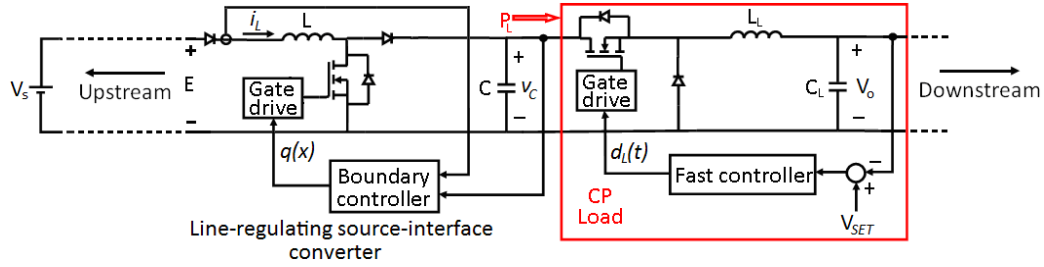 i_L
L
P_L
L_L
V_s
+
E
−
Upstream
Gate
drive
C
+
v_C
−
Gate
drive
C_L
+
V_o
−
Downstream
q(x)
d_L(t)
Boundary
controller
Fast controller
−
+
CP
Load
V_SET
Line-regulating source-interface
converter